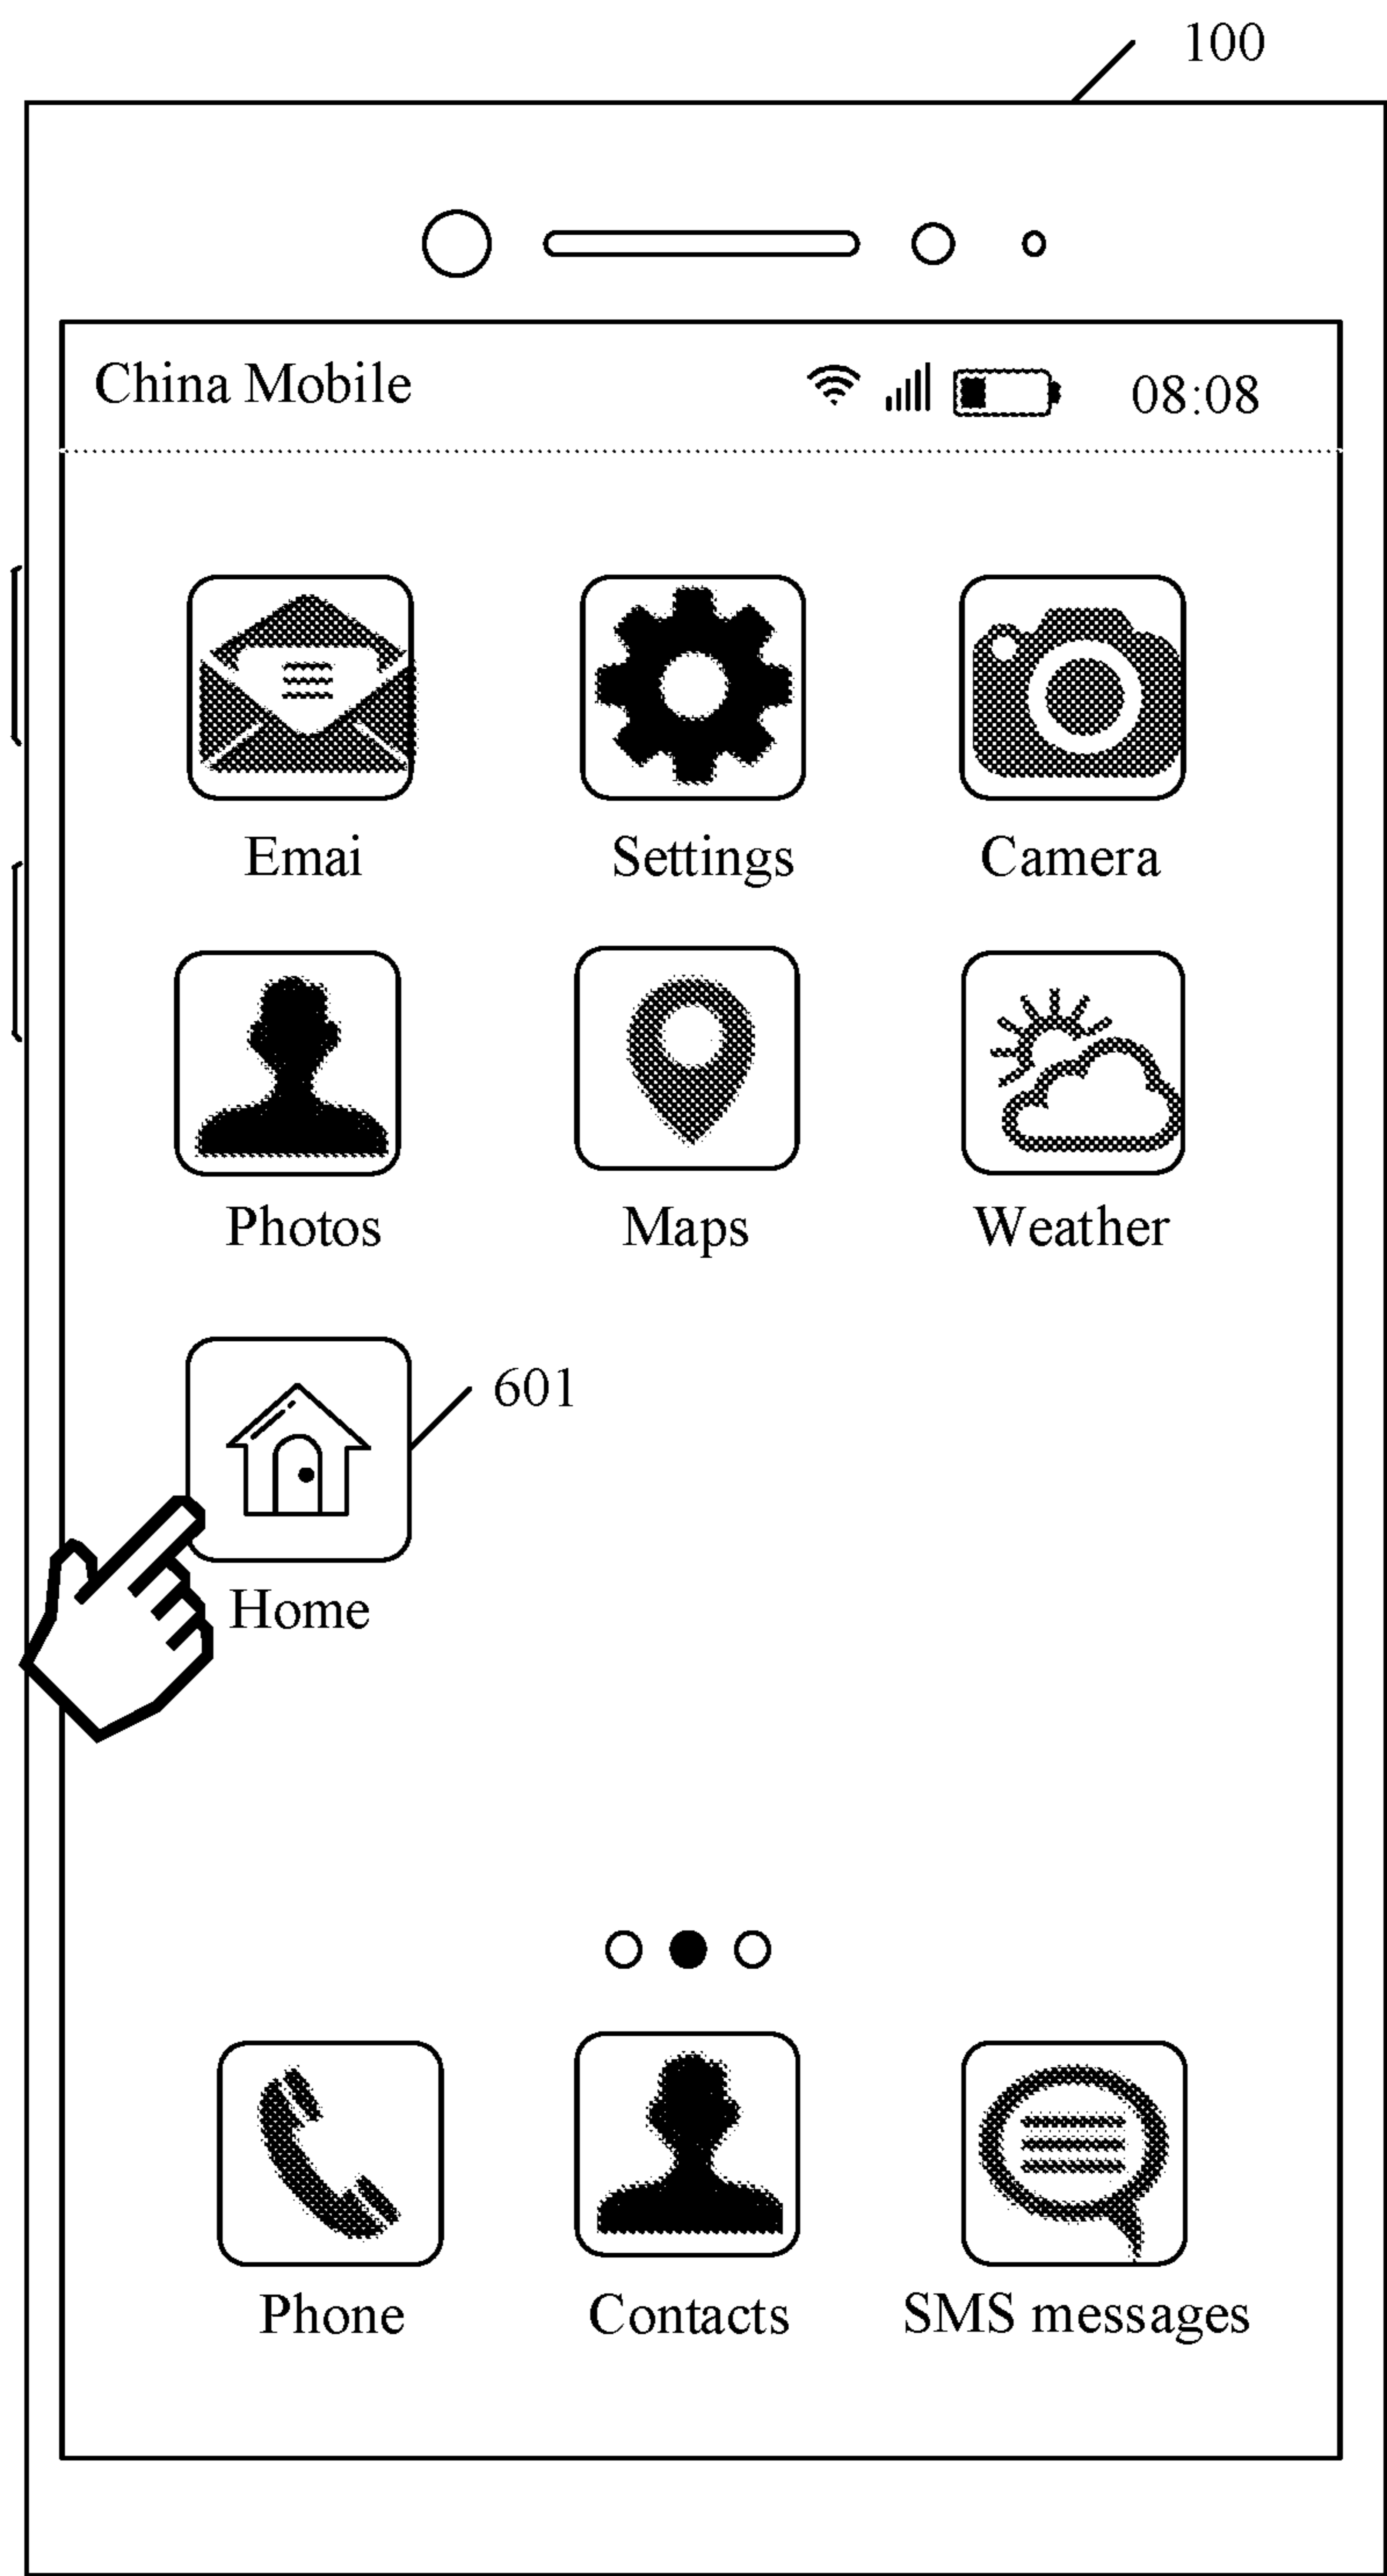 100
China Mobile 08:08
Emai Settings Camera
Photos Maps Weather
601
Home
Phone Contacts SMS messages